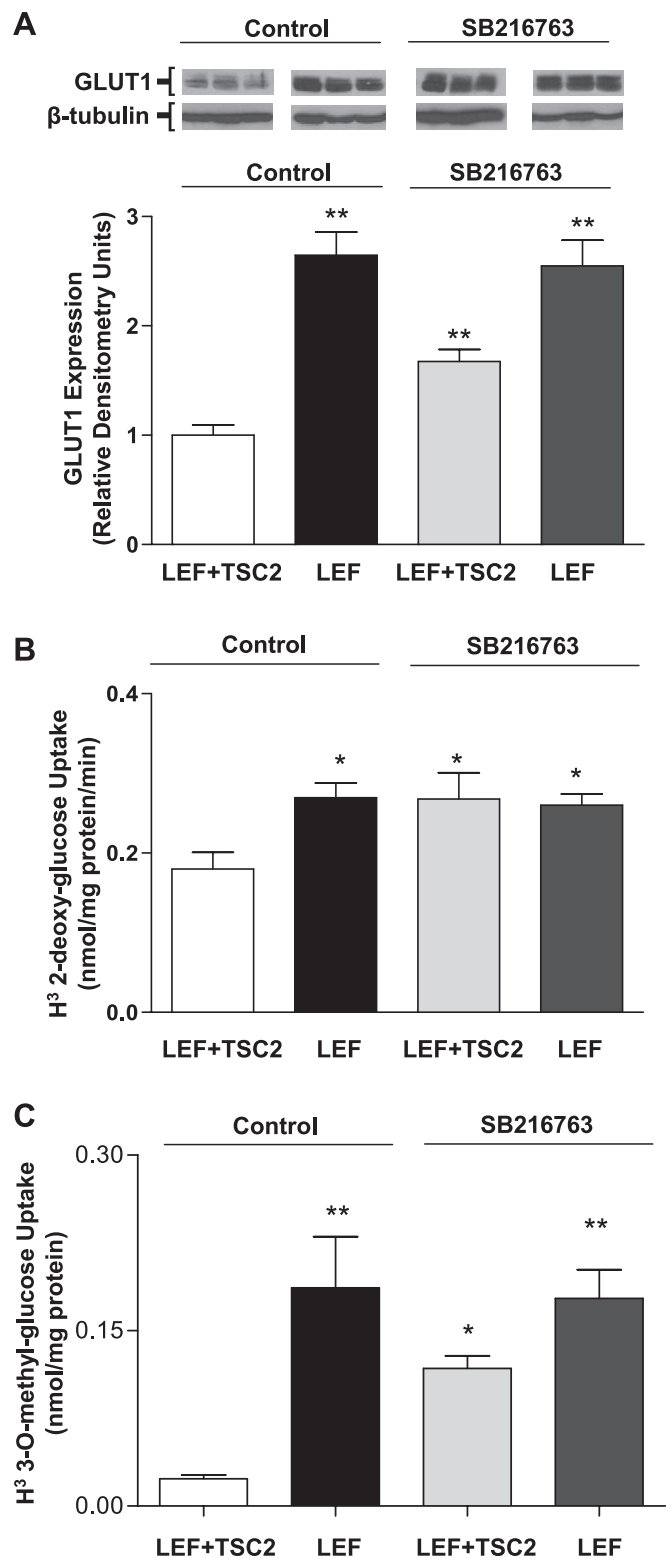 A
Control SB216763
GLUT1
β-tubulin
Control SB216763
GLUT1 Expression
(Relative Densitometry Units)
3
2
1
0
**
**
**
LEF+TSC2 LEF LEF+TSC2 LEF
B
Control SB216763
H³ 2-deoxy-glucose Uptake
(nmol/mg protein/min)
0.4
0.2
0.0
* * *
LEF+TSC2 LEF LEF+TSC2 LEF
C
Control SB216763
H³ 3-O-methyl-glucose Uptake
(nmol/mg protein)
0.30
0.15
0.00
**
*
**
LEF+TSC2 LEF LEF+TSC2 LEF